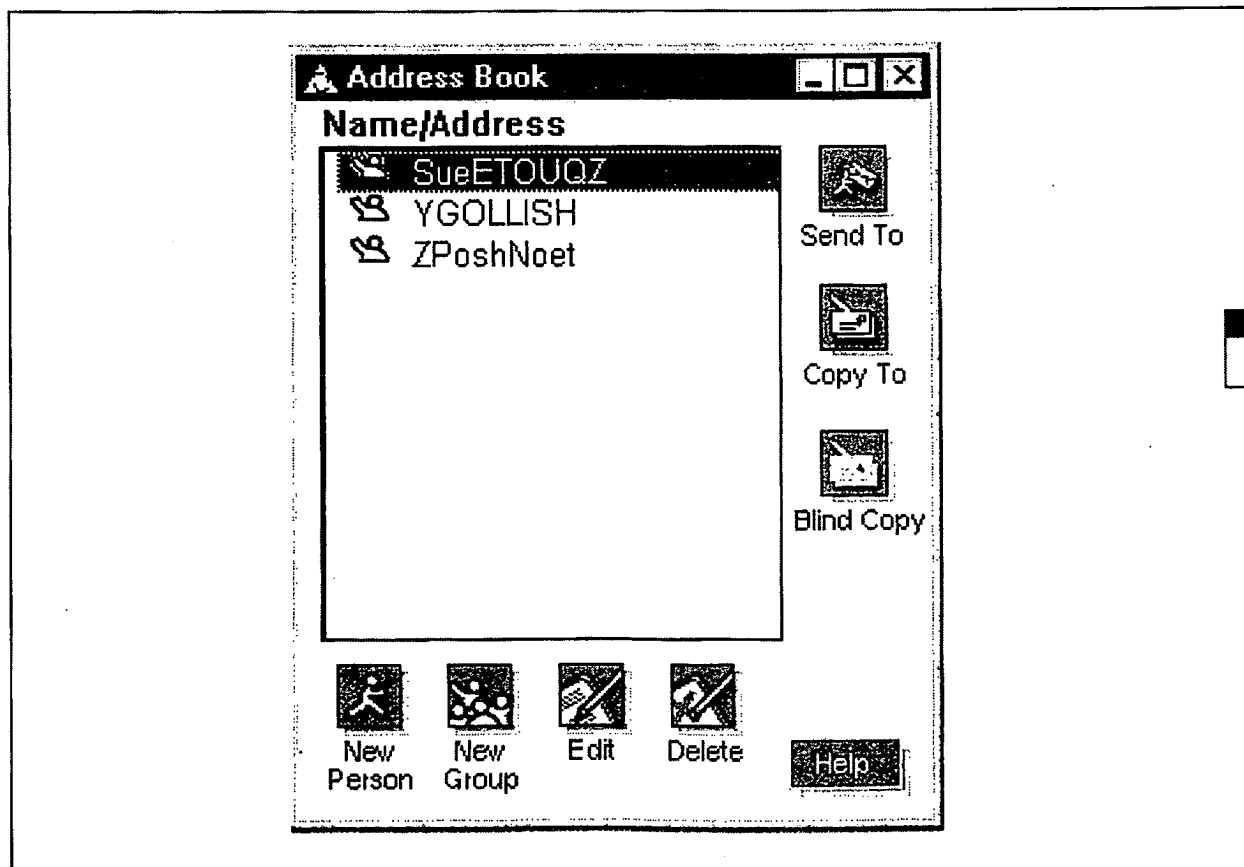 Address Book
Name/Address
SueETOUQZ
YGOLLISH
ZPoshNoet
Send To
Copy To
Blind Copy
New Person
New Group
Edit
Delete
Help